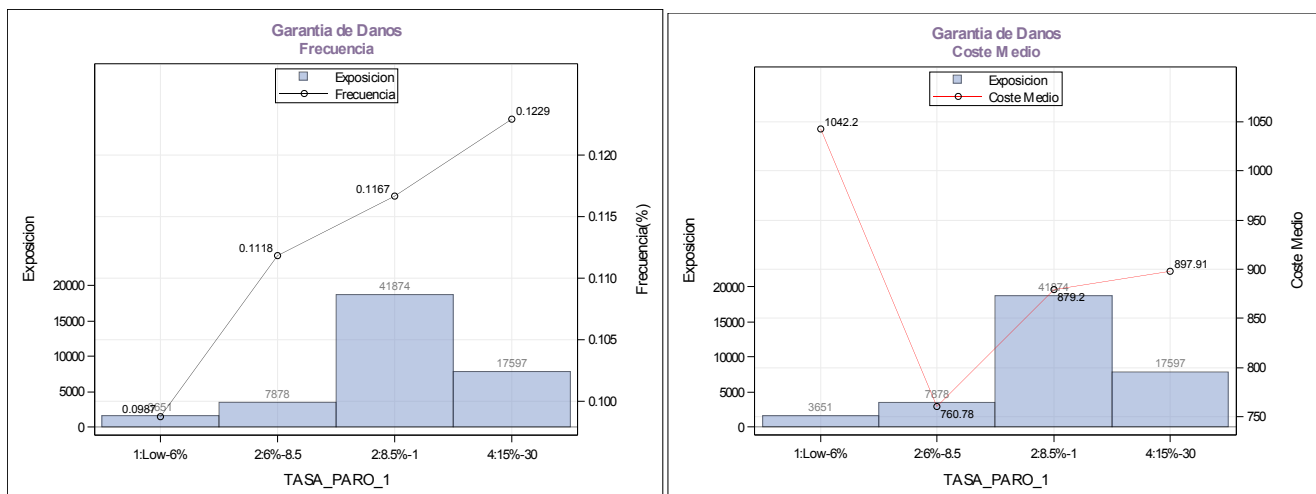 Garantia de Danos
Frecuencia
Exposicion
Frecuencia
0.1229
0.120
0.1167
0.115
0.1118
0.110
0.105
0.100
0.0987
Exposicion
Frecuencia(%)
20000
15000
10000
5000
0
3651
7878
41874
17597
1:Low-6%
2:6%-8.5
2:8.5%-1
4:15%-30
TASA_PARO_1
Garantia de Danos
Coste Medio
Exposicion
Coste Medio
1042.2
760.78
879.2
897.91
1050
1000
950
900
850
800
750
Exposicion
Coste Medio
20000
15000
10000
5000
0
3651
7878
41874
17597
1:Low-6%
2:6%-8.5
2:8.5%-1
4:15%-30
TASA_PARO_1